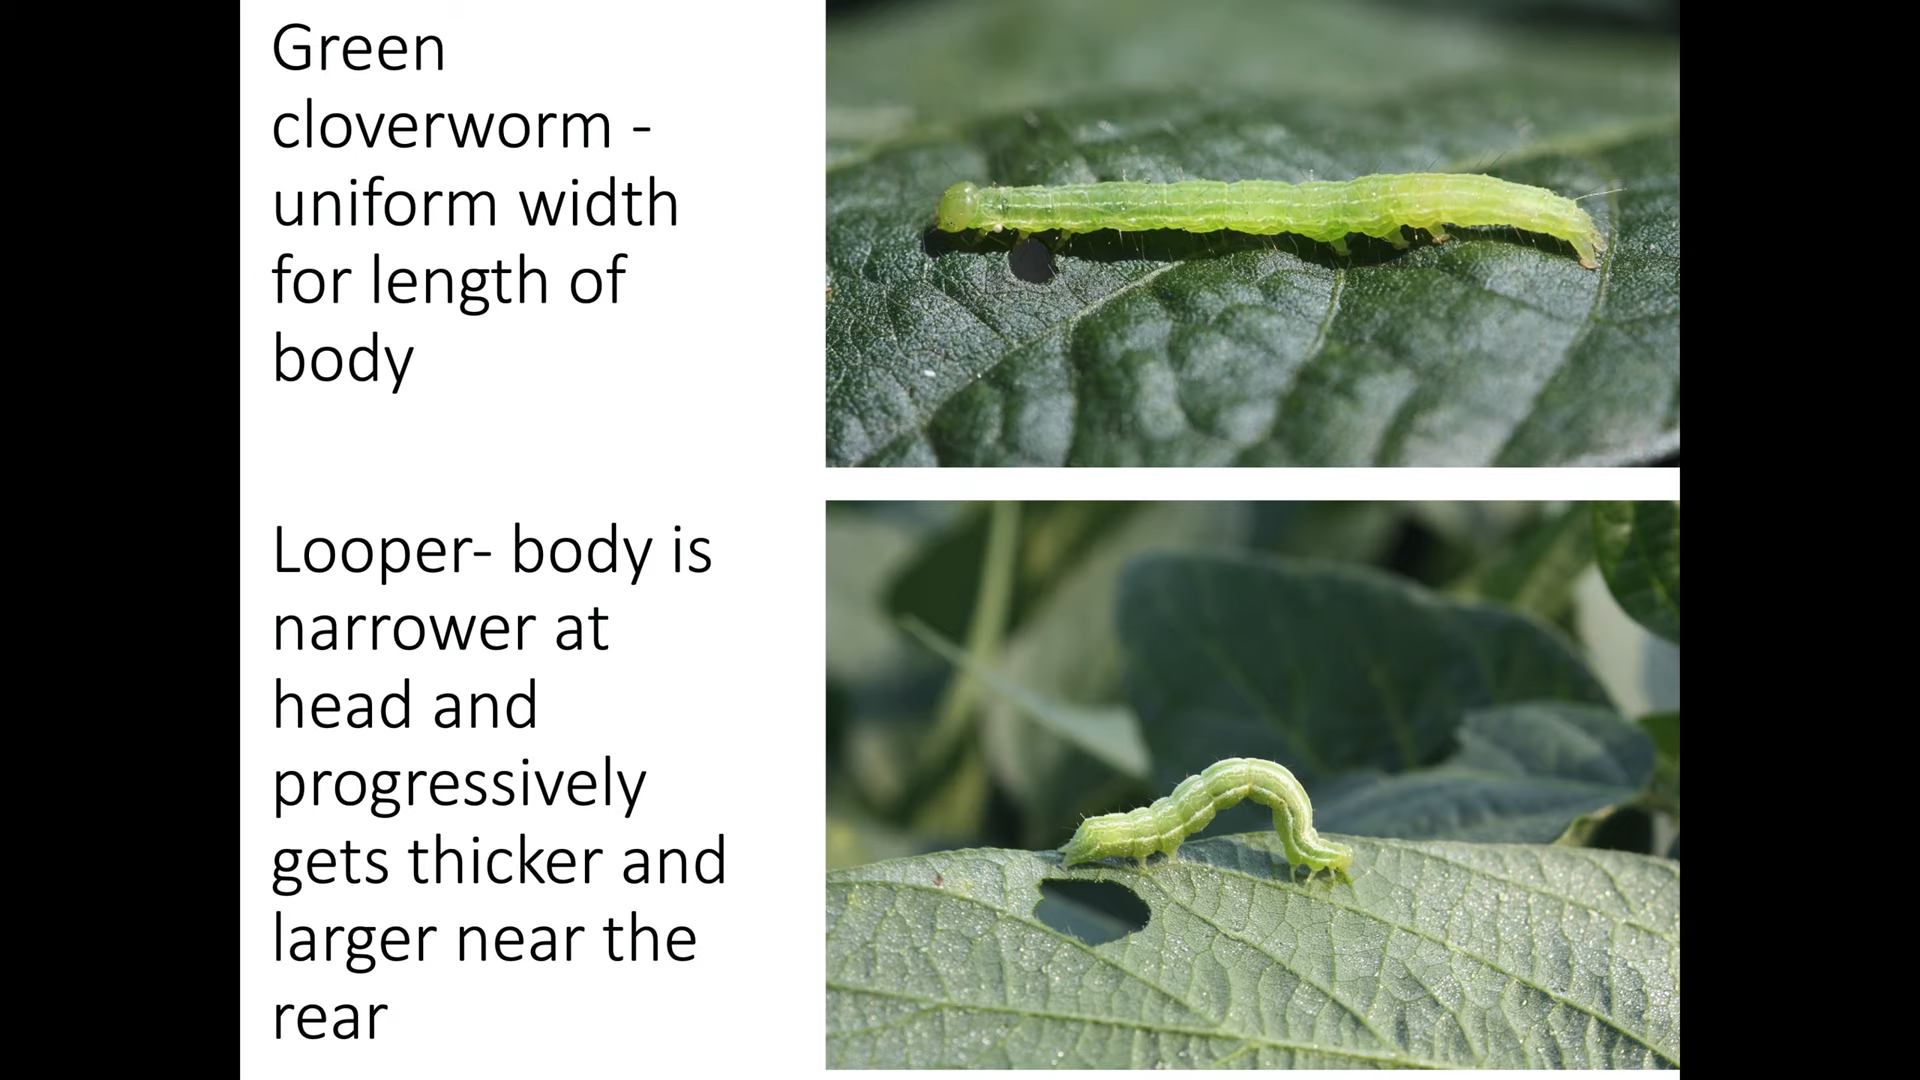 Green
cloverworm -
uniform width
for length of
body
Looper- body is
narrower at
head and
progressively
gets thicker and
larger near the
rear